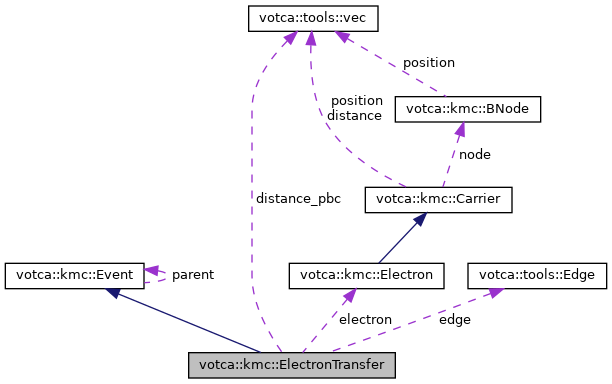 votca::tools::vec
position
votca::kmc::BNode
position
distance
node
distance_pbc
votca::kmc::Carrier
votca::kmc::Event
parent
votca::kmc::Electron
votca::tools::Edge
electron
edge
votca::kmc::ElectronTransfer